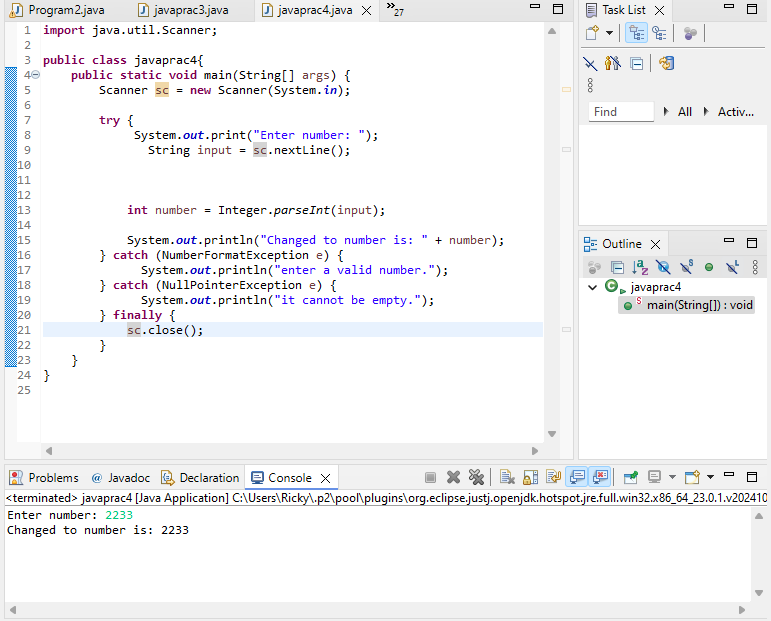 Program2.java javaprac3.java javaprac4.java »27
1 import java.util.Scanner;
2
3 public class javaprac4{
4 public static void main(String[] args) {
5 Scanner sc = new Scanner(System.in);
6
7 try {
8 System.out.print("Enter number: ");
9 String input = sc.nextLine();
10
11
12
13 int number = Integer.parseInt(input);
14
15 System.out.println("Changed to number is: " + number);
16 } catch (NumberFormatException e) {
17 System.out.println("enter a valid number.");
18 } catch (NullPointerException e) {
19 System.out.println("it cannot be empty.");
20 } finally {
21 sc.close();
22 }
23 }
24 }
25
Task List
Find All Activ...
Outline
javaprac4
main(String[]) : void
Problems @ Javadoc Declaration Console
<terminated> javaprac4 [Java Application] C:\Users\Ricky\.p2\pool\plugins\org.eclipse.justj.openjdk.hotspot.jre.full.win32.x86_64_23.0.1.v202410
Enter number: 2233
Changed to number is: 2233